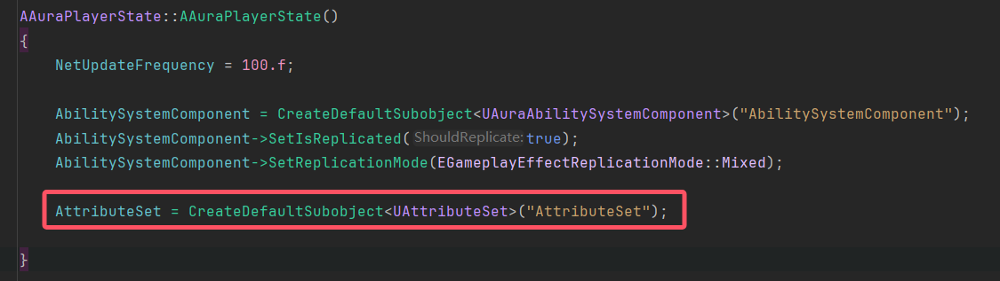 AAuraPlayerState::AAuraPlayerState()
{
NetUpdateFrequency = 100.f;
AbilitySystemComponent = CreateDefaultSubobject<UAuraAbilitySystemComponent>("AbilitySystemComponent");
AbilitySystemComponent->SetIsReplicated(ShouldReplicate:true);
AbilitySystemComponent->SetReplicationMode(EGameplayEffectReplicationMode::Mixed);
AttributeSet = CreateDefaultSubobject<UAttributeSet>("AttributeSet");
}